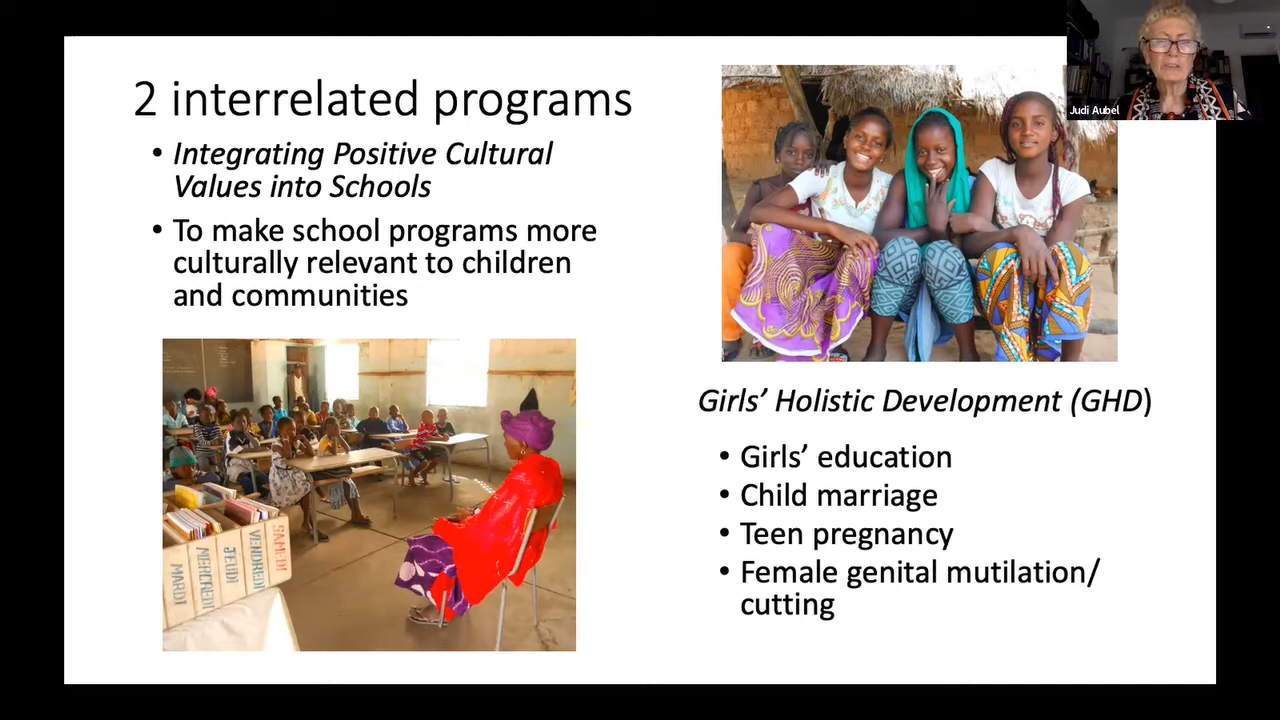 2 interrelated programs
• Integrating Positive Cultural
Values into Schools
• To make school programs more
culturally relevant to children
and communities
Judi Aubel
Girls’ Holistic Development (GHD)
• Girls’ education
• Child marriage
• Teen pregnancy
• Female genital mutilation/
cutting
MARDI
MERCREDI
JEUDI
VENDREDI
SAMEDI